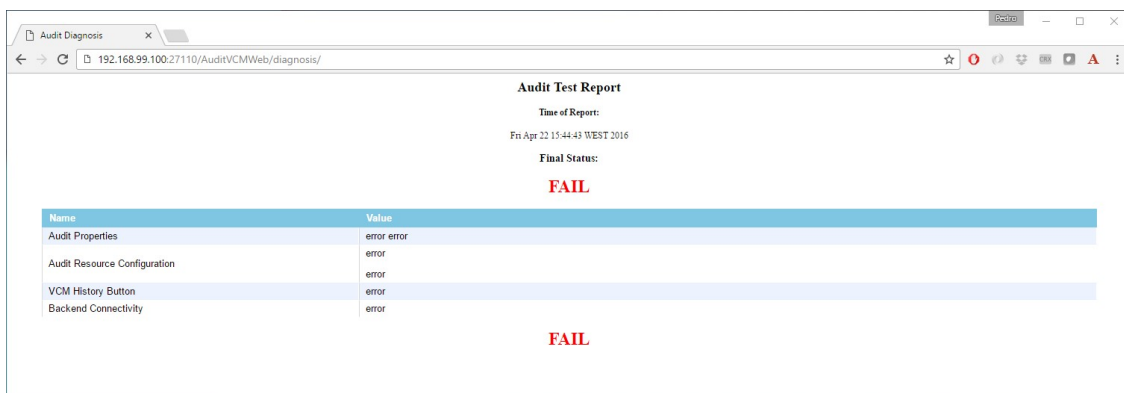 Pedro
Audit Diagnosis
192.168.99.100:27110/AuditVCMWeb/diagnosis/
Audit Test Report
Time of Report:
Fri Apr 22 15:44:43 WEST 2016
Final Status:
FAIL
Name Value
Audit Properties error error
error
Audit Resource Configuration
error
VCM History Button error
Backend Connectivity error
FAIL